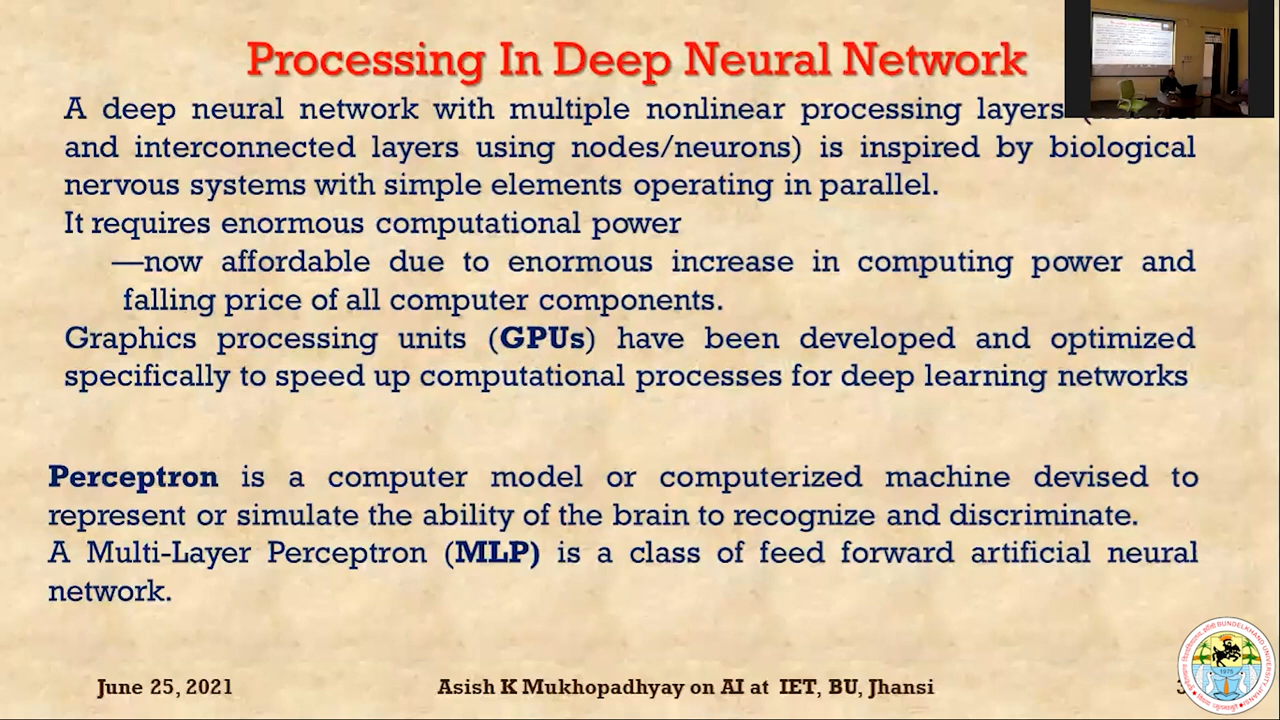 Processing In Deep Neural Network
A deep neural network with multiple nonlinear processing layers
and interconnected layers using nodes/neurons) is inspired by biological
nervous systems with simple elements operating in parallel.
It requires enormous computational power
—now affordable due to enormous increase in computing power and
falling price of all computer components.
Graphics processing units (GPUs) have been developed and optimized
specifically to speed up computational processes for deep learning networks
Perceptron is a computer model or computerized machine devised to
represent or simulate the ability of the brain to recognize and discriminate.
A Multi-Layer Perceptron (MLP) is a class of feed forward artificial neural
network.
June 25, 2021
Asish K Mukhopadhyay on AI at IET, BU, Jhansi
BUNDELKHAND UNIVERSITY JHANSI
1975